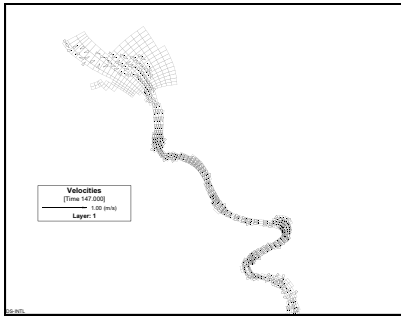 Velocities
[Time 147.000]
1.00 (m/s)
Layer: 1
DS-INTL